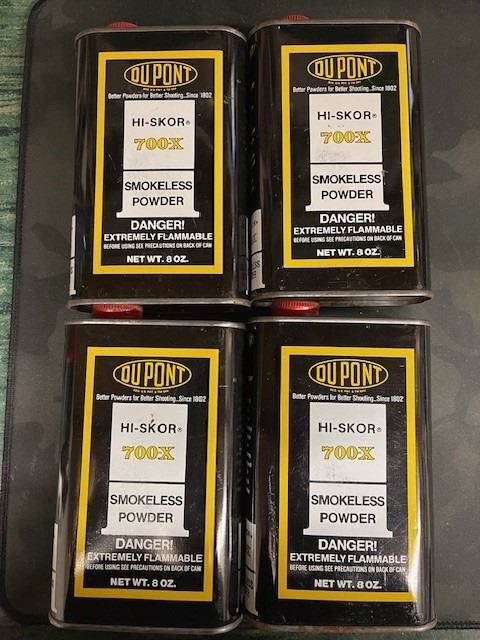 DU PONT
Better Powders for Better Shooting...Since 1802
HI-SKOR®
700-X
SMOKELESS
POWDER
DANGER!
EXTREMELY FLAMMABLE
BEFORE USING SEE PRECAUTIONS ON BACK OF CAN
NET WT. 8 OZ.
DU PONT
Better Powders for Better Shooting...Since 1802
HI-SKOR®
700-X
SMOKELESS
POWDER
DANGER!
EXTREMELY FLAMMABLE
BEFORE USING SEE PRECAUTIONS ON BACK OF CAN
NET WT. 8 OZ.
DU PONT
Better Powders for Better Shooting...Since 1802
HI-SKOR®
700-X
SMOKELESS
POWDER
DANGER!
EXTREMELY FLAMMABLE
BEFORE USING SEE PRECAUTIONS ON BACK OF CAN
NET WT. 8 OZ.
DU PONT
Better Powders for Better Shooting...Since 1802
HI-SKOR®
700-X
SMOKELESS
POWDER
DANGER!
EXTREMELY FLAMMABLE
BEFORE USING SEE PRECAUTIONS ON BACK OF CAN
NET WT. 8 OZ.